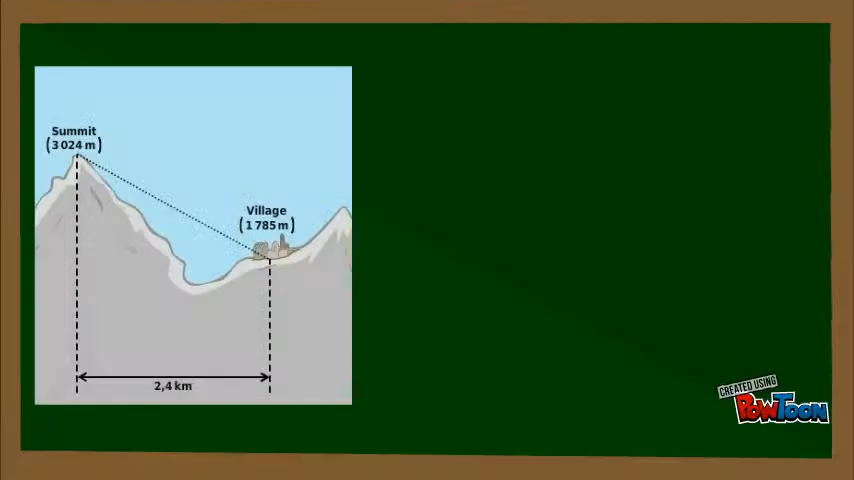 Summit
(3 024 m)
Village
(1 785 m)
2,4 km
CREATED USING
POWTOON